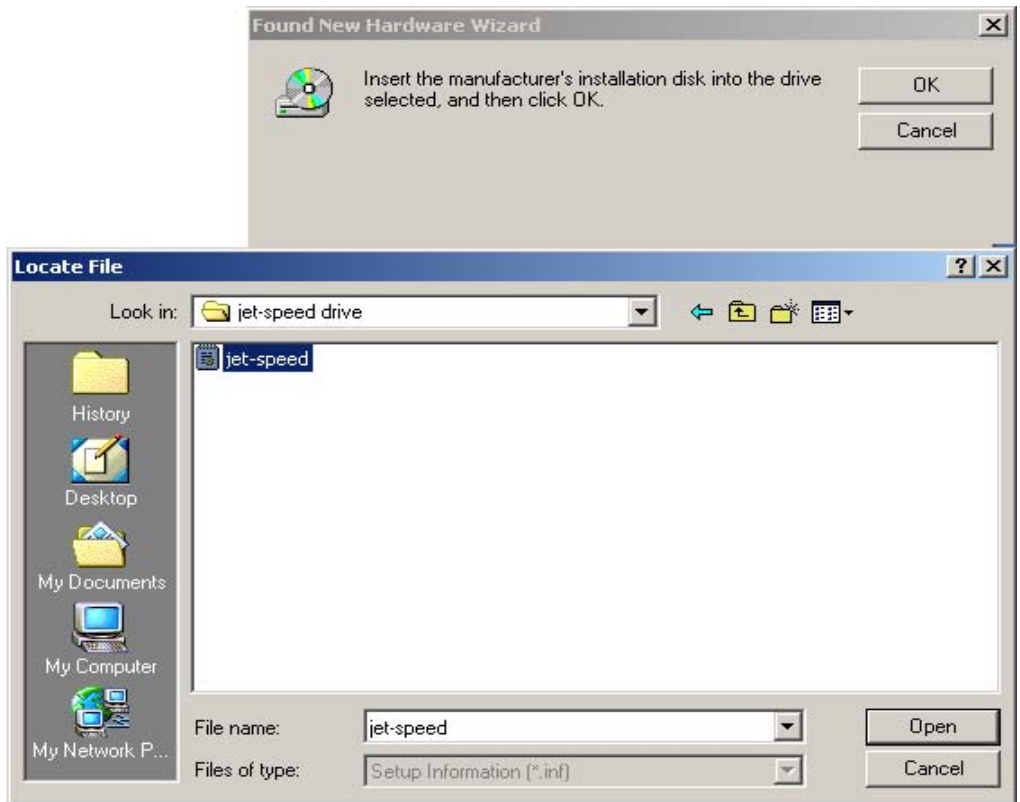 Found New Hardware Wizard
Insert the manufacturer's installation disk into the drive
selected, and then click OK.
OK
Cancel
Locate File
Look in:
jet-speed drive
jet-speed
History
Desktop
My Documents
My Computer
My Network P...
File name:
jet-speed
Open
Files of type:
Setup Information (*.inf)
Cancel